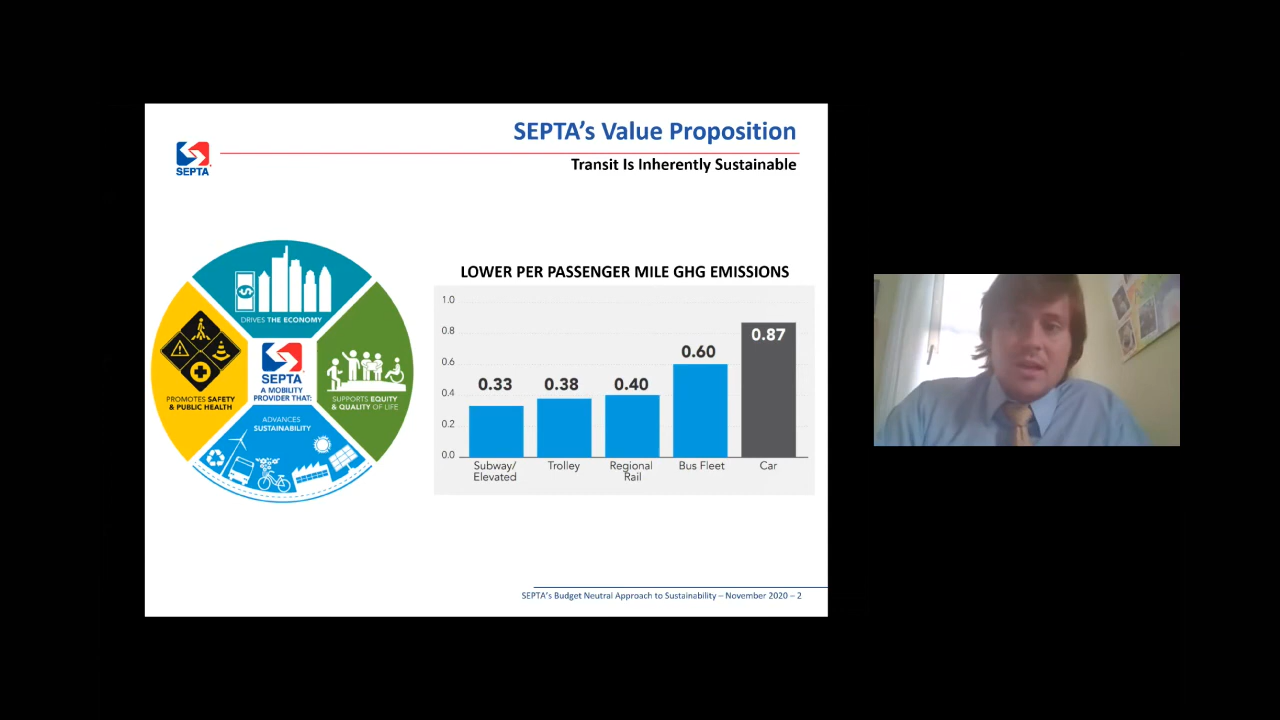 SEPTA's Value Proposition
SEPTA
Transit Is Inherently Sustainable
DRIVES THE ECONOMY
PROMOTES SAFETY
& PUBLIC HEALTH
SEPTA
A MOBILITY
PROVIDER THAT:
SUPPORTS EQUITY
& QUALITY OF LIFE
ADVANCES
SUSTAINABILITY
LOWER PER PASSENGER MILE GHG EMISSIONS
1.0
0.8
0.6
0.4
0.2
0.0
0.33
0.38
0.40
0.60
0.87
Subway/
Elevated
Trolley
Regional
Rail
Bus Fleet
Car
SEPTA's Budget Neutral Approach to Sustainability – November 2020 – 2